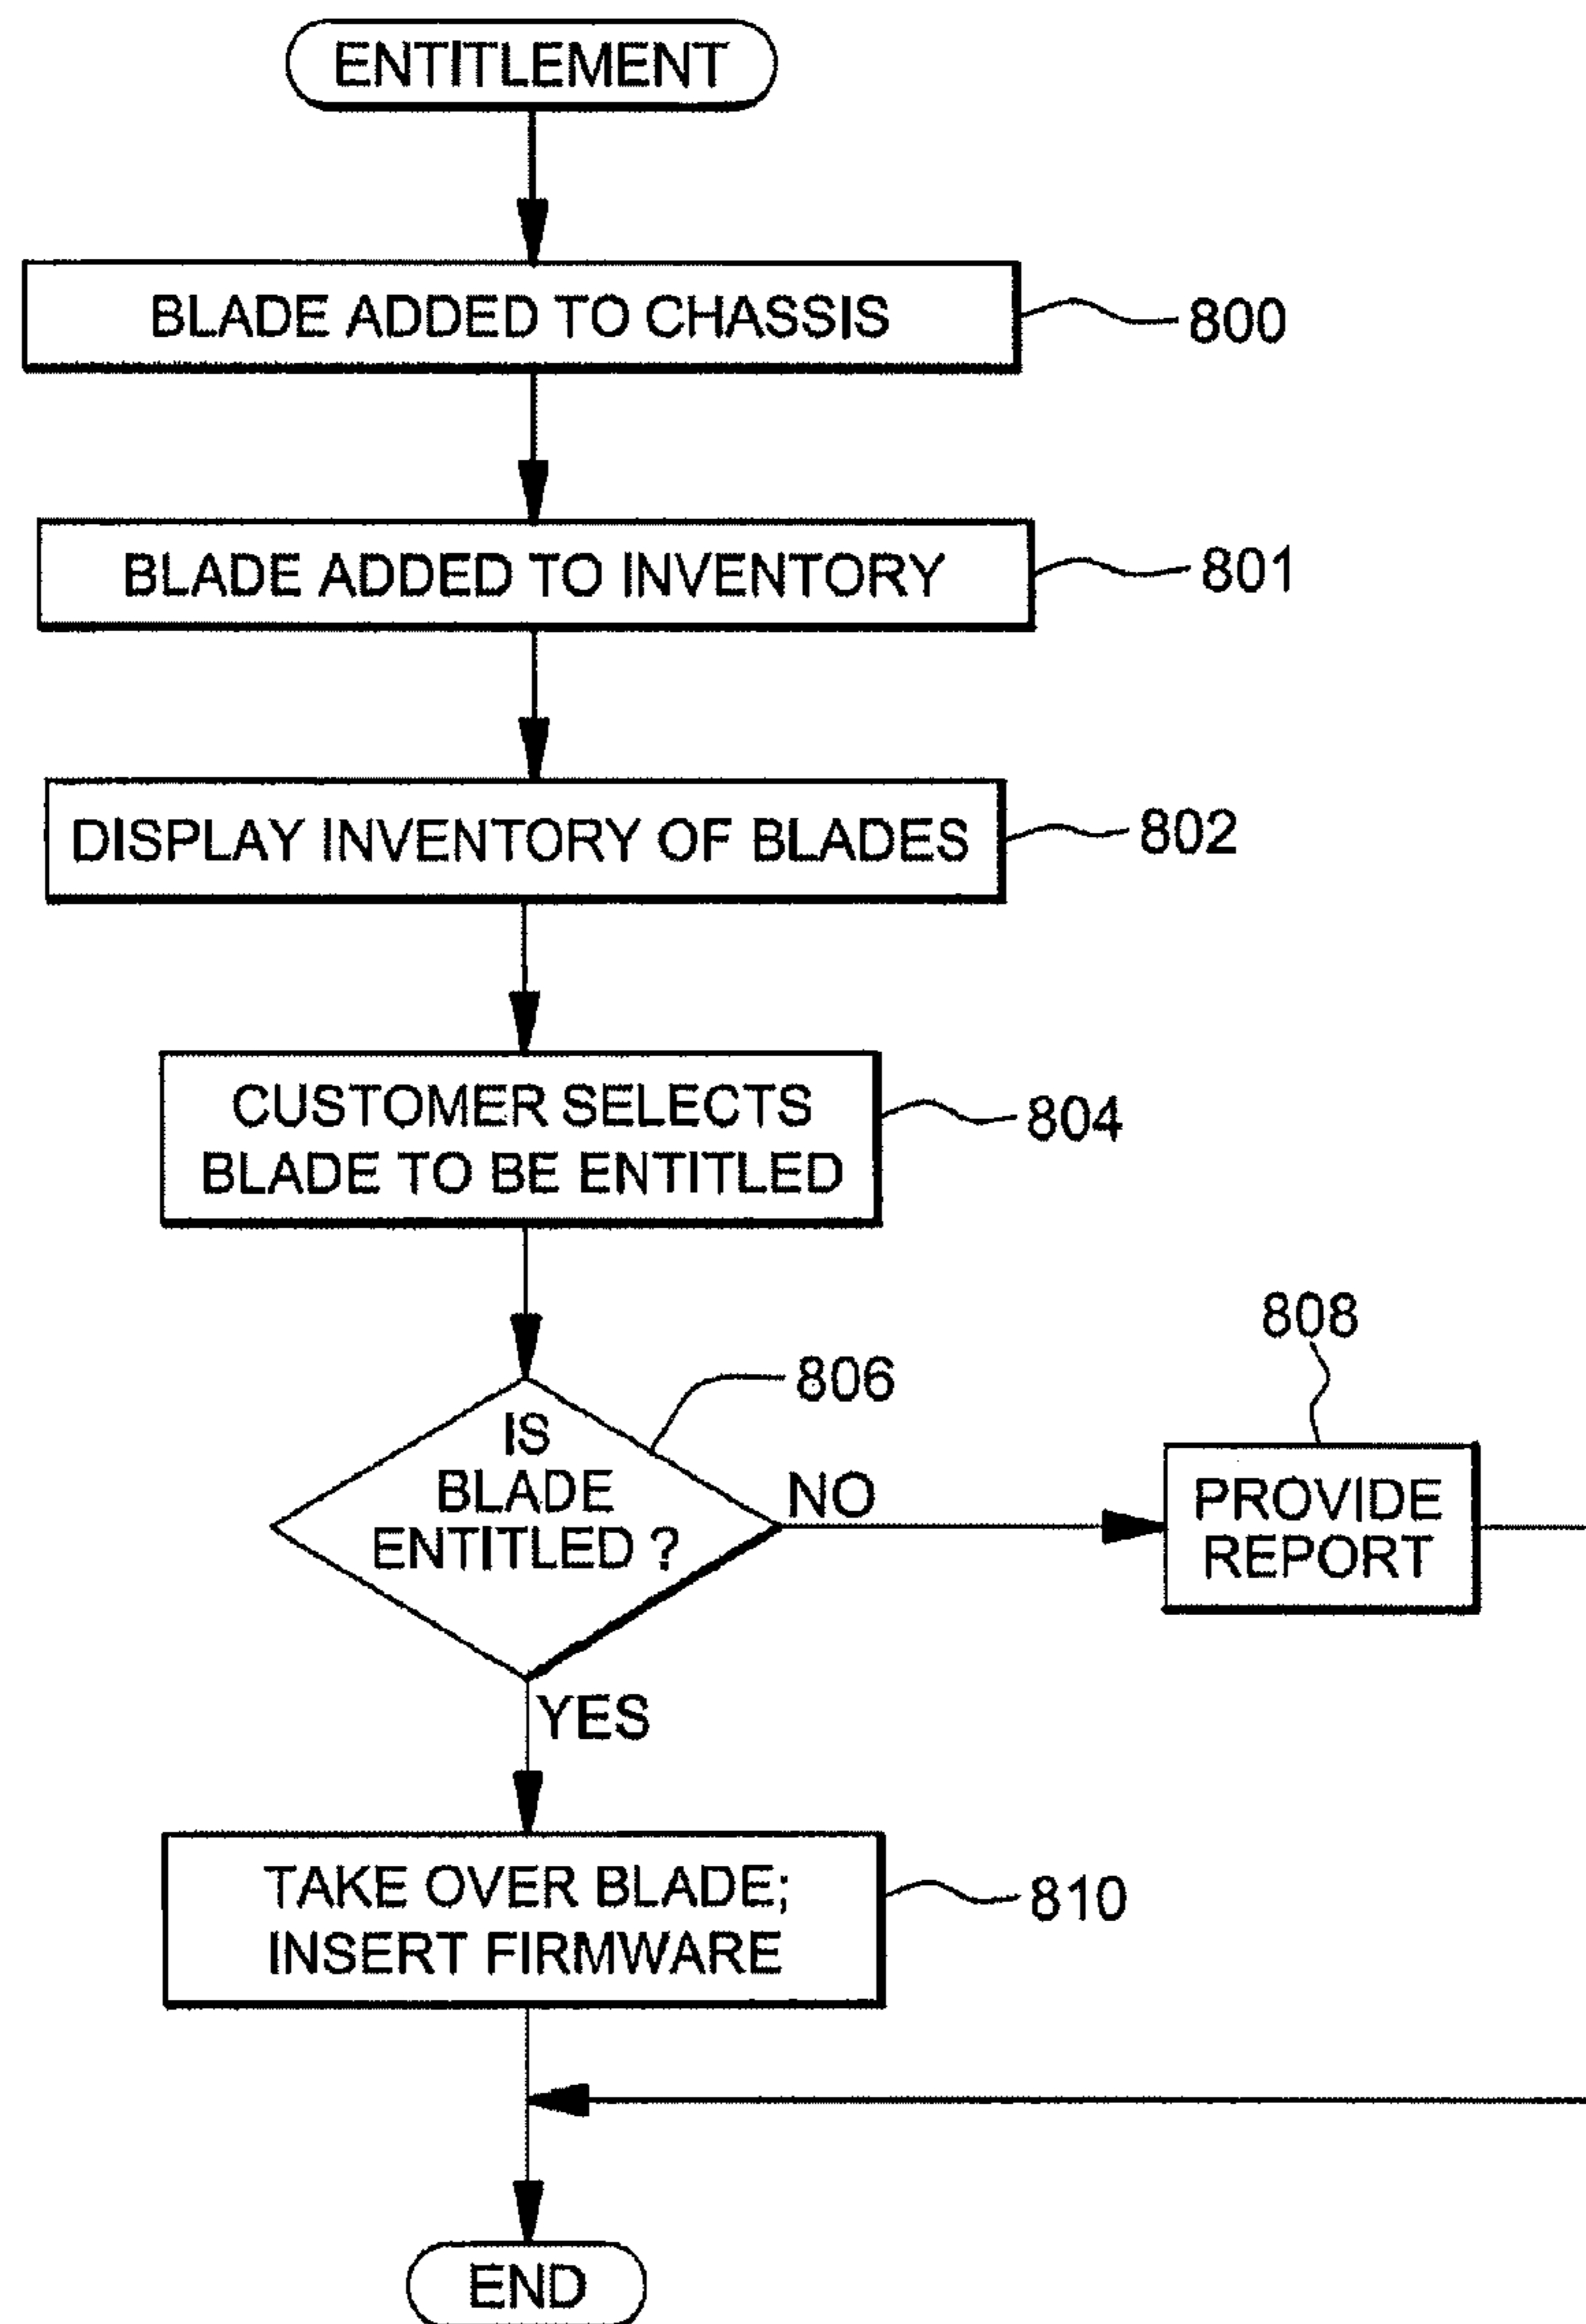 ENTITLEMENT
BLADE ADDED TO CHASSIS
800
BLADE ADDED TO INVENTORY
801
DISPLAY INVENTORY OF BLADES
802
CUSTOMER SELECTS
BLADE TO BE ENTITLED
804
806
808
IS
BLADE
ENTITLED ?
NO
PROVIDE
REPORT
YES
TAKE OVER BLADE;
INSERT FIRMWARE
810
END